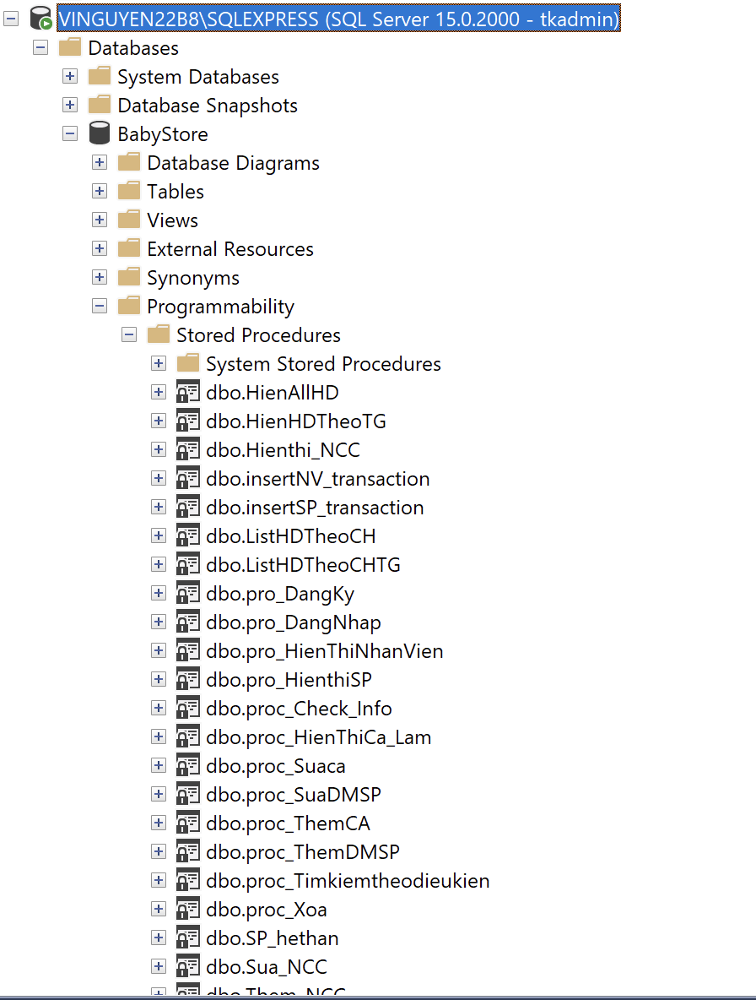 VINGUYEN22B8\SQLEXPRESS (SQL Server 15.0.2000 - tkadmin)
Databases
System Databases
Database Snapshots
BabyStore
Database Diagrams
Tables
Views
External Resources
Synonyms
Programmability
Stored Procedures
System Stored Procedures
dbo.HienAllHD
dbo.HienHDTheoTG
dbo.Hienthi_NCC
dbo.insertNV_transaction
dbo.insertSP_transaction
dbo.ListHDTheoCH
dbo.ListHDTheoCHTG
dbo.pro_DangKy
dbo.pro_DangNhap
dbo.pro_HienThiNhanVien
dbo.pro_HienthiSP
dbo.proc_Check_Info
dbo.proc_HienThiCa_Lam
dbo.proc_Suaca
dbo.proc_SuaDMSP
dbo.proc_ThemCA
dbo.proc_ThemDMSP
dbo.proc_Timkiemtheodieukien
dbo.proc_Xoa
dbo.SP_hethan
dbo.Sua_NCC
dbo.Them_NCC